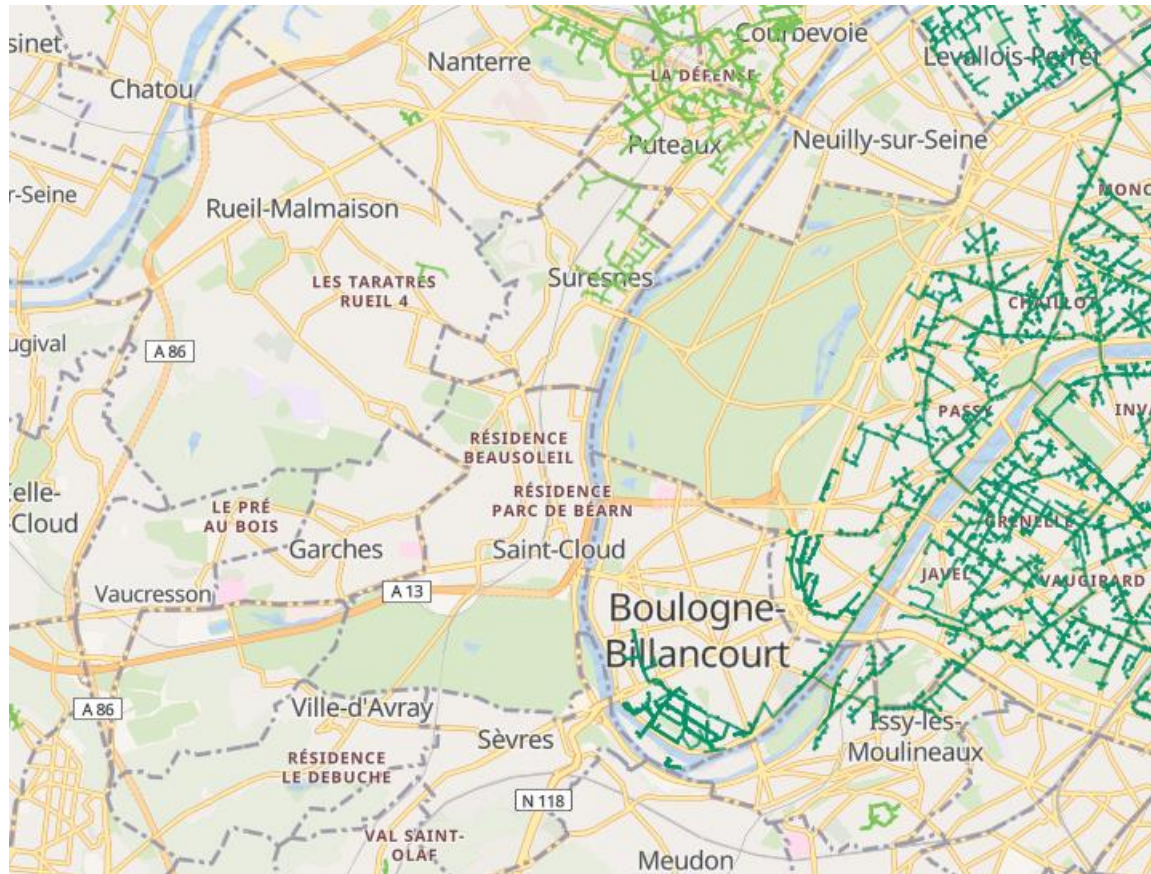 sinet
Chatou
Nanterre
Courbevoie
LA DÉFENSE
Levallois-Perret
Puteaux
Neuilly-sur-Seine
r-Seine
Rueil-Malmaison
MONC
LES TARATRES
RUEIL 4
Suresnes
CHAILLOT
ugival
A 86
PASSY
INVA
RÉSIDENCE
BEAUSOLEIL
Celle-
-Cloud
LE PRÉ
AU BOIS
RÉSIDENCE
PARC DE BÉARN
GRENELLE
Garches
Saint-Cloud
JAVEL
VAUGIRARD
Vaucresson
A 13
Boulogne-
Billancourt
A 86
Ville-d'Avray
Sèvres
Issy-les-
Moulineaux
RÉSIDENCE
LE DEBUCHE
N 118
VAL SAINT-
OLAF
Meudon